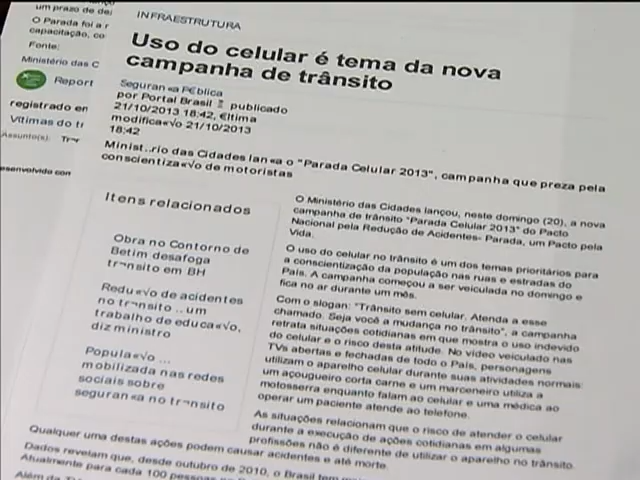 um prazo de
O Parada foi a
capacitação, co
Fonte:
Ministério das C
Report
registrado em
Vítimas do
Assunto(s):
esenvolvida com
INFRAESTRUTURA
Uso do celular é tema da nova
campanha de trânsito
Seguran«a P€blica
por Portal Brasil publicado
21/10/2013 18:42, €ltima
modifica«√o 21/10/2013
18:42
Minist..rio das Cidades lan«a o "Parada Celular 2013", campanha que preza pela
conscientiza«√o de motoristas
Itens relacionados
Obra no Contorno de
Betim desafoga
tr¬nsito em BH
Redu«√o de acidentes
no tr¬nsito .. um
trabalho de educa«√o,
diz ministro
Popula«√o ...
mobilizada nas redes
sociais sobre
seguran«a no tr¬nsito
O Ministério das Cidades lançou, neste domingo (20), a nova
campanha de trânsito "Parada Celular 2013" do Pacto
Nacional pela Redução de Acidentes- Parada, um Pacto pela
Vida.
O uso do celular no trânsito é um dos temas prioritários para
a conscientização da população nas ruas e estradas do
País. A campanha começou a ser veiculada no domingo e
fica no ar durante um mês.
Com o slogan: "Trânsito sem celular. Atenda a esse
chamado. Seja você a mudança no trânsito", a campanha
retrata situações cotidianas em que mostra o uso indevido
do celular e o risco desta atitude. No vídeo veiculado nas
TVs abertas e fechadas de todo o País, personagens
utilizam o aparelho celular durante suas atividades normais:
um açougueiro corta carne e um marceneiro utiliza a
motosserra enquanto falam ao celular e uma médica ao
operar um paciente atende ao telefone.
As situações relacionam que o risco de atender o celular
durante a execução de ações cotidianas em algumas
profissões não é diferente de utilizar o aparelho no trânsito.
Qualquer uma destas ações podem causar acidentes e até morte.
Dados revelam que, desde outubro de 2010, o Brasil tem
Atualmente para cada 100 pessoas
Além da